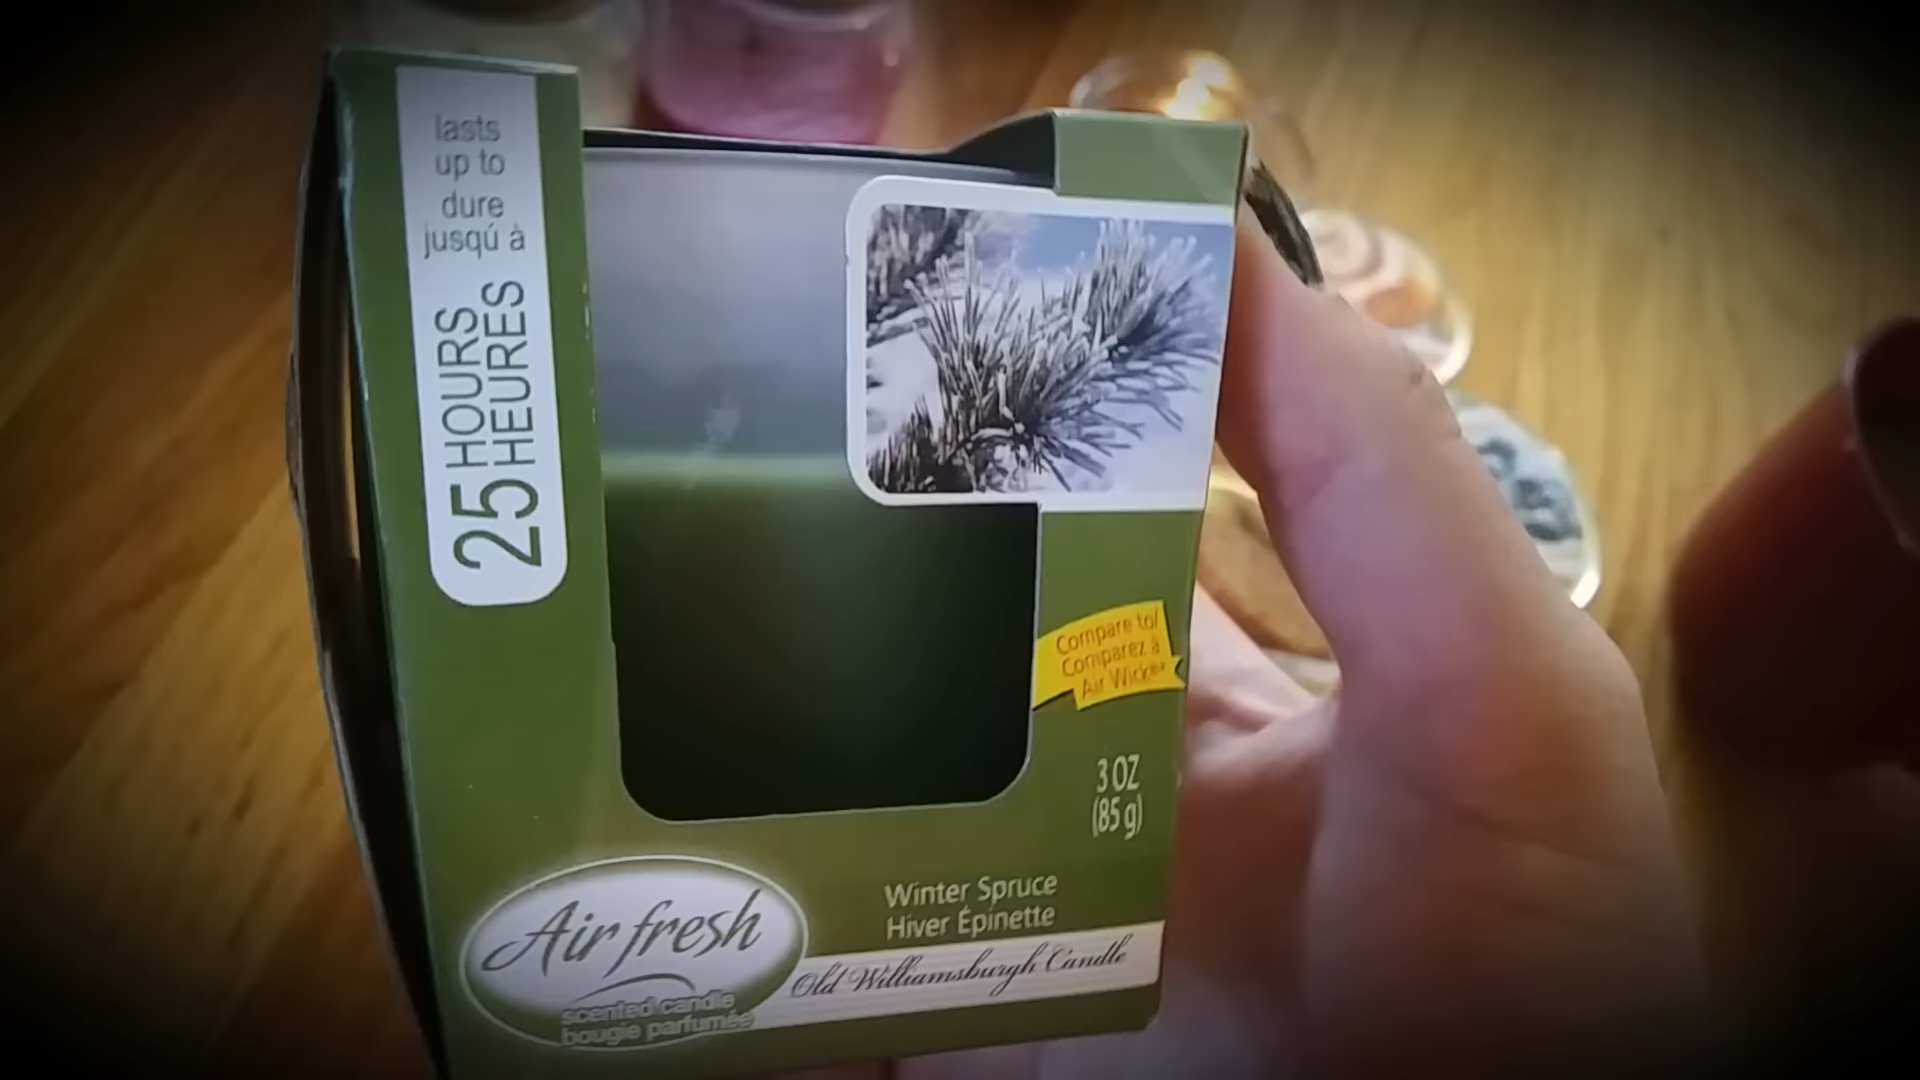 lasts
up to
dure
jusqú à
25 HOURS
HEURES
Compare to/
Comparez à
Air Wick®*
3 OZ
(85 g)
Winter Spruce
Hiver Épinette
Old Williamsburgh Candle
Air fresh
scented candle
bougie parfumée